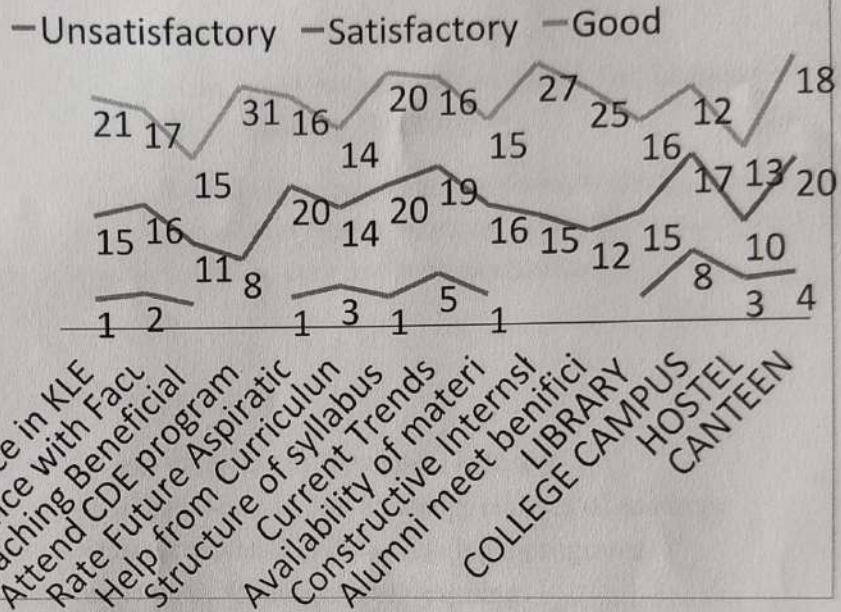 Unsatisfactory Satisfactory Good
21 17 15 31 16 14 20 16 15 27 25 16 12 13 18
15 16 11 8 20 14 20 19 16 15 12 15 17 10 20
1 2 1 3 1 5 1 8 3 4
ce in KLE
ice with Facu
aching Beneficial
Attend CDE program
Rate Future Aspiratic
Help from Curriculun
Structure of syllabus
Current Trends
Availability of materi
Constructive Internsh
Alumni meet benifici
LIBRARY
COLLEGE CAMPUS
HOSTEL
CANTEEN